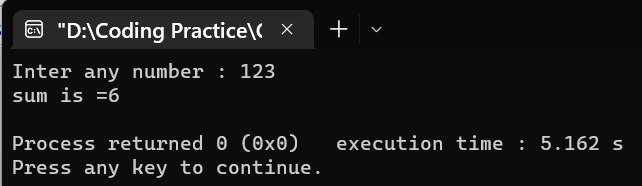 "D:\Coding Practice\C
Inter any number : 123
sum is =6
Process returned 0 (0x0)   execution time : 5.162 s
Press any key to continue.